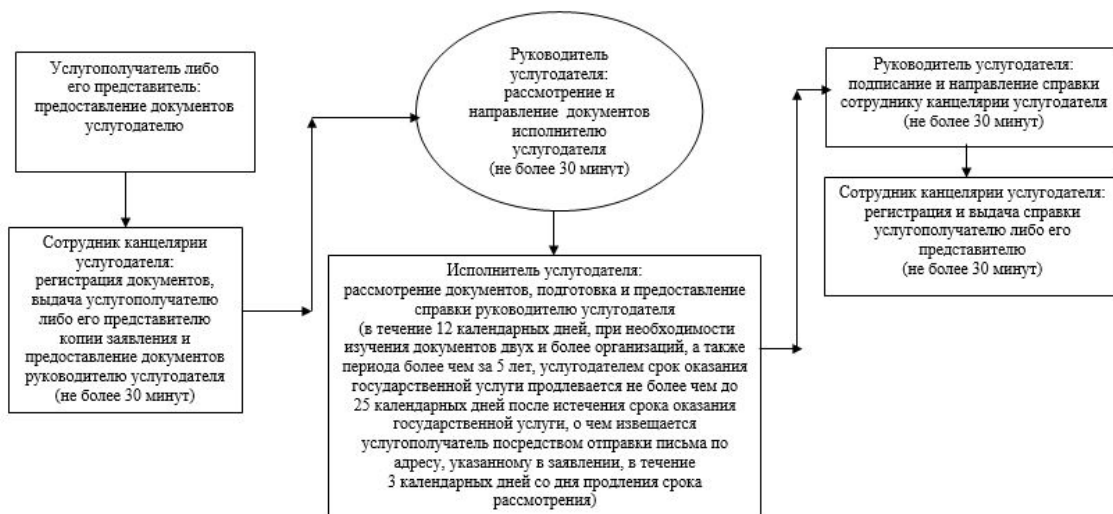 Услугополучатель либо
его представитель:
предоставление документов
услугодателю
Сотрудник канцелярии
услугодателя:
регистрация документов,
выдача услугополучателю
либо его представителю
копии заявления и
предоставление документов
руководителю услугодателя
(не более 30 минут)
Руководитель
услугодателя:
рассмотрение и
направление документов
исполнителю
услугодателя
(не более 30 минут)
Исполнитель услугодателя:
рассмотрение документов, подготовка и предоставление
справки руководителю услугодателя
(в течение 12 календарных дней, при необходимости
изучения документов двух и более организаций, а также
периода более чем за 5 лет, услугодателем срок оказания
государственной услуги продлевается не более чем до
25 календарных дней после истечения срока оказания
государственной услуги, о чем извещается
услугополучатель посредством отправки письма по
адресу, указанному в заявлении, в течение
3 календарных дней со дня продления срока
рассмотрения)
Руководитель услугодателя:
подписание и направление справки
сотруднику канцелярии услугодателя
(не более 30 минут)
Сотрудник канцелярии услугодателя:
регистрация и выдача справки
услугополучателю либо его
представителю
(не более 30 минут)